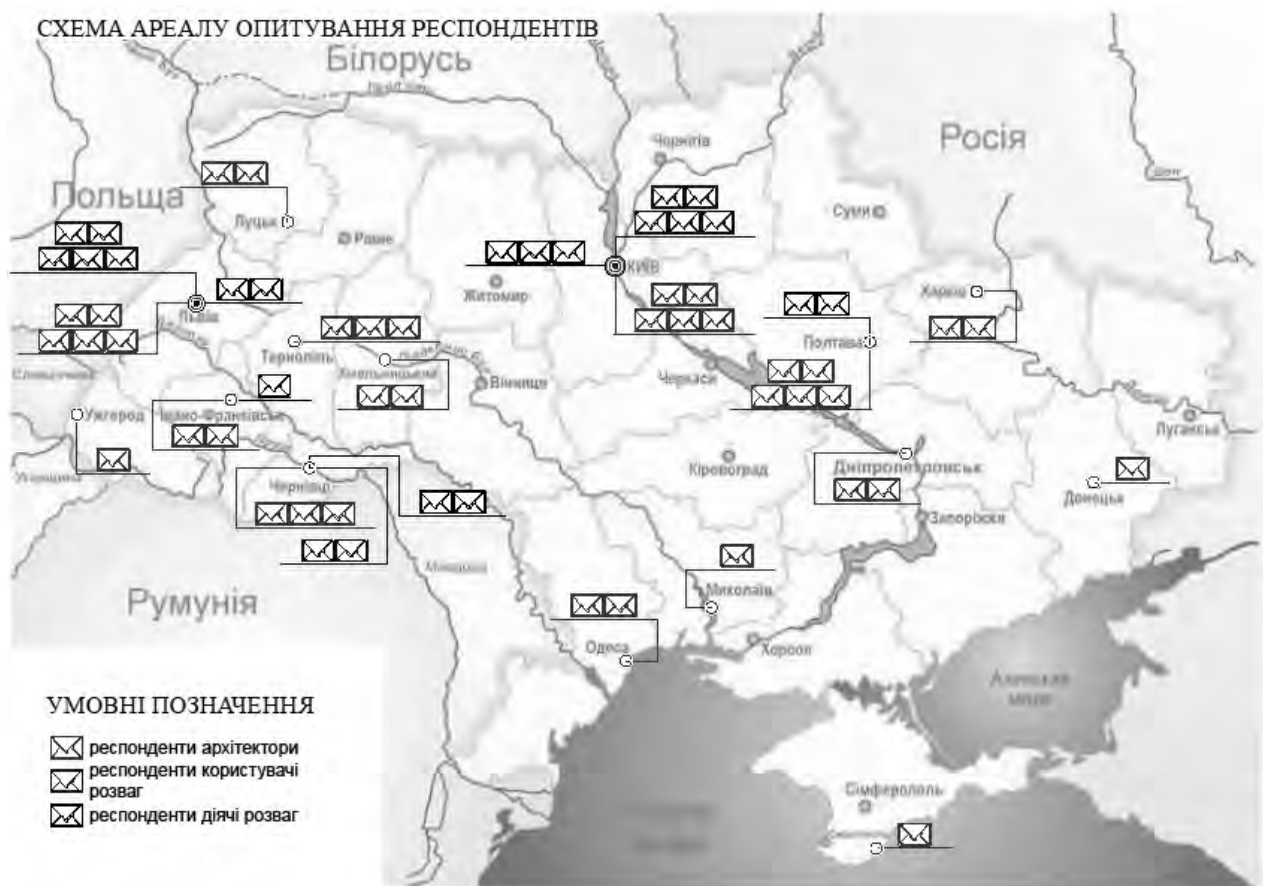 СХЕМА АРЕАЛУ ОПИТУВАННЯ РЕСПОНДЕНТІВ
Білорусь
Росія
Чернігів
Польща
Суми
Луцьк
Рівне
КИЇВ
Житомир
Харків
Львів
Полтава
Тернопіль
Хмельницький
Черкаси
Вінниця
Ужгород
Івано-Франківськ
Луганськ
Кіровоград
Дніпропетровськ
Чернівці
Донецьк
Запоріжжя
Румунія
Миколаїв
Одеса
Херсон
Азовське
море
УМОВНІ ПОЗНАЧЕННЯ
респонденти архітектори
респонденти користувачі
розваг
респонденти діячі розваг
Сімферополь